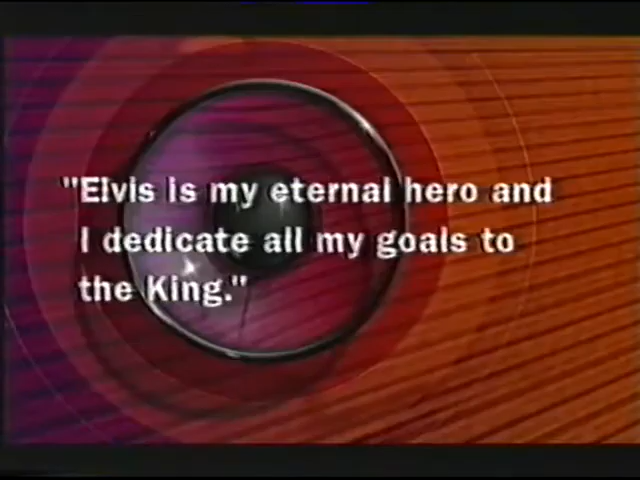 "Elvis is my eternal hero and
I dedicate all my goals to
the King."